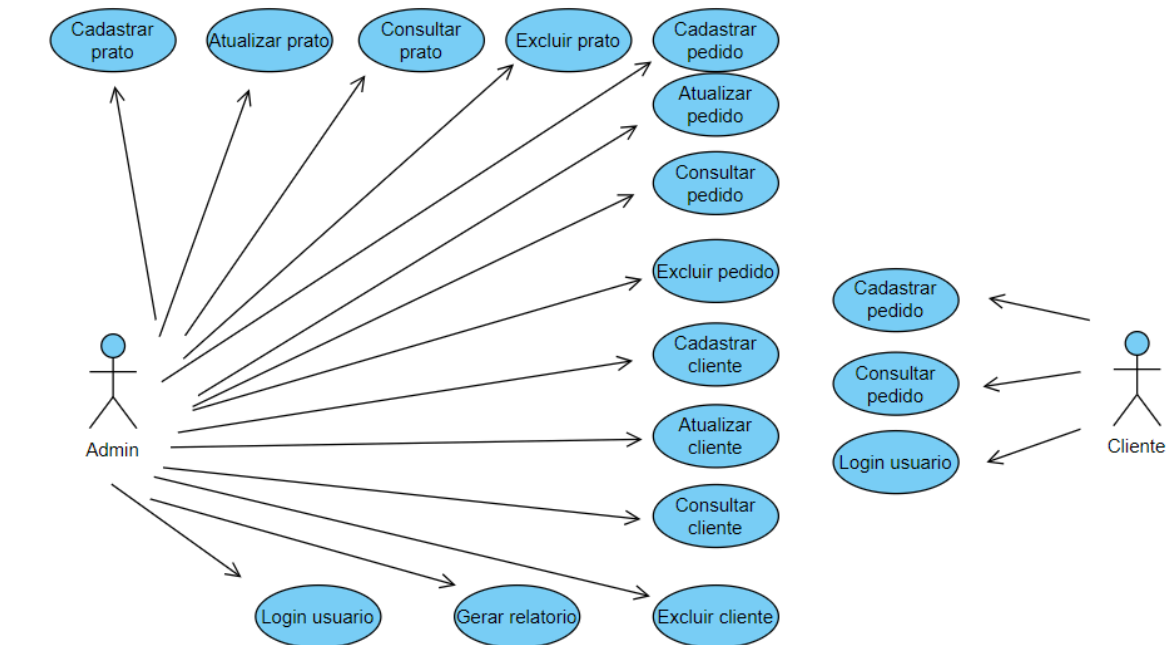 Cadastrar
prato
Atualizar prato
Consultar
prato
Excluir prato
Cadastrar
pedido
Atualizar
pedido
Consultar
pedido
Excluir pedido
Cadastrar
cliente
Atualizar
cliente
Consultar
cliente
Excluir cliente
Gerar relatorio
Login usuario
Admin
Cadastrar
pedido
Consultar
pedido
Login usuario
Cliente